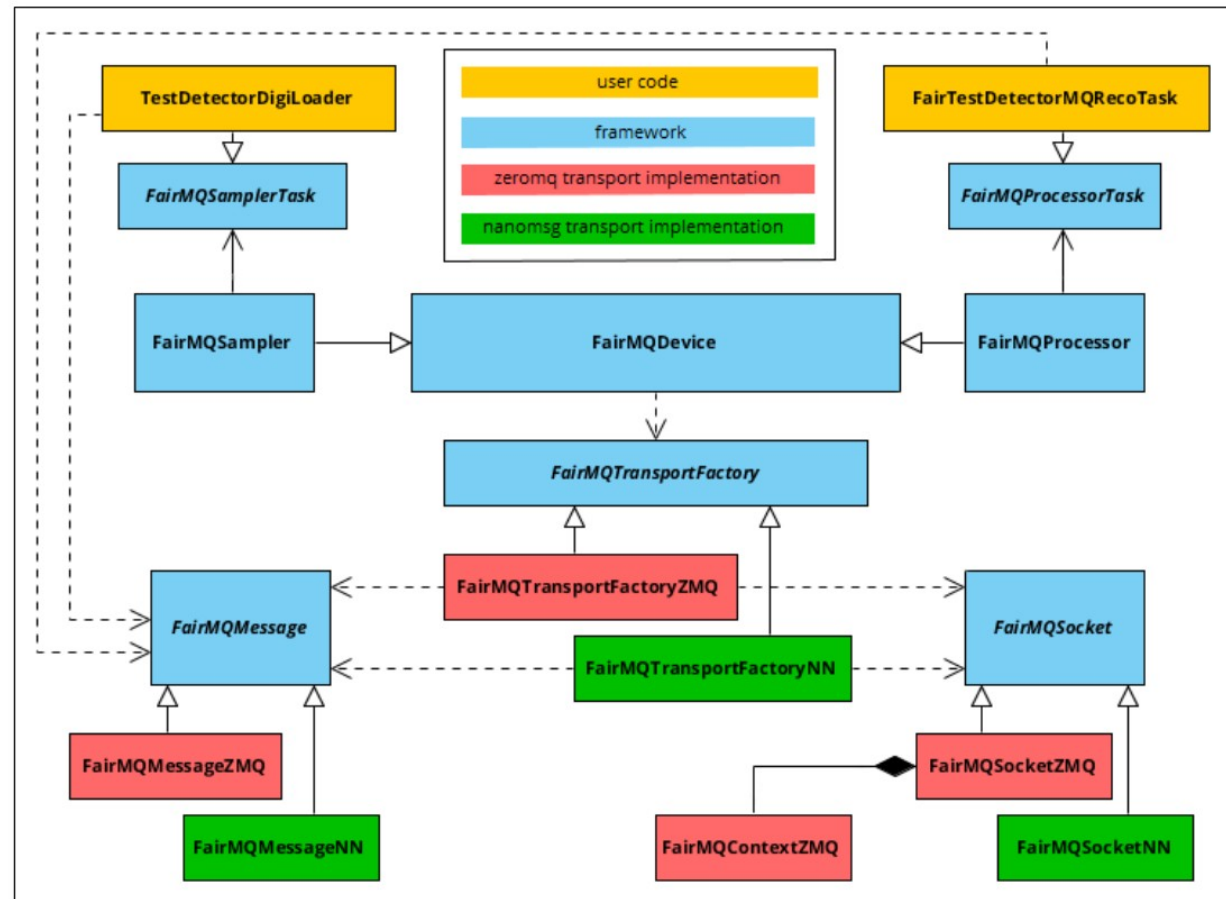 user code
TestDetectorDigiLoader
FairTestDetectorMQRecoTask
framework
zeromq transport implementation
FairMQSamplerTask
FairMQProcessorTask
nanomsg transport implementation
FairMQSampler
FairMQDevice
FairMQProcessor
FairMQTransportFactory
FairMQTransportFactoryZMQ
FairMQMessage
FairMQSocket
FairMQTransportFactoryNN
FairMQMessageZMQ
FairMQSocketZMQ
FairMQMessageNN
FairMQContextZMQ
FairMQSocketNN